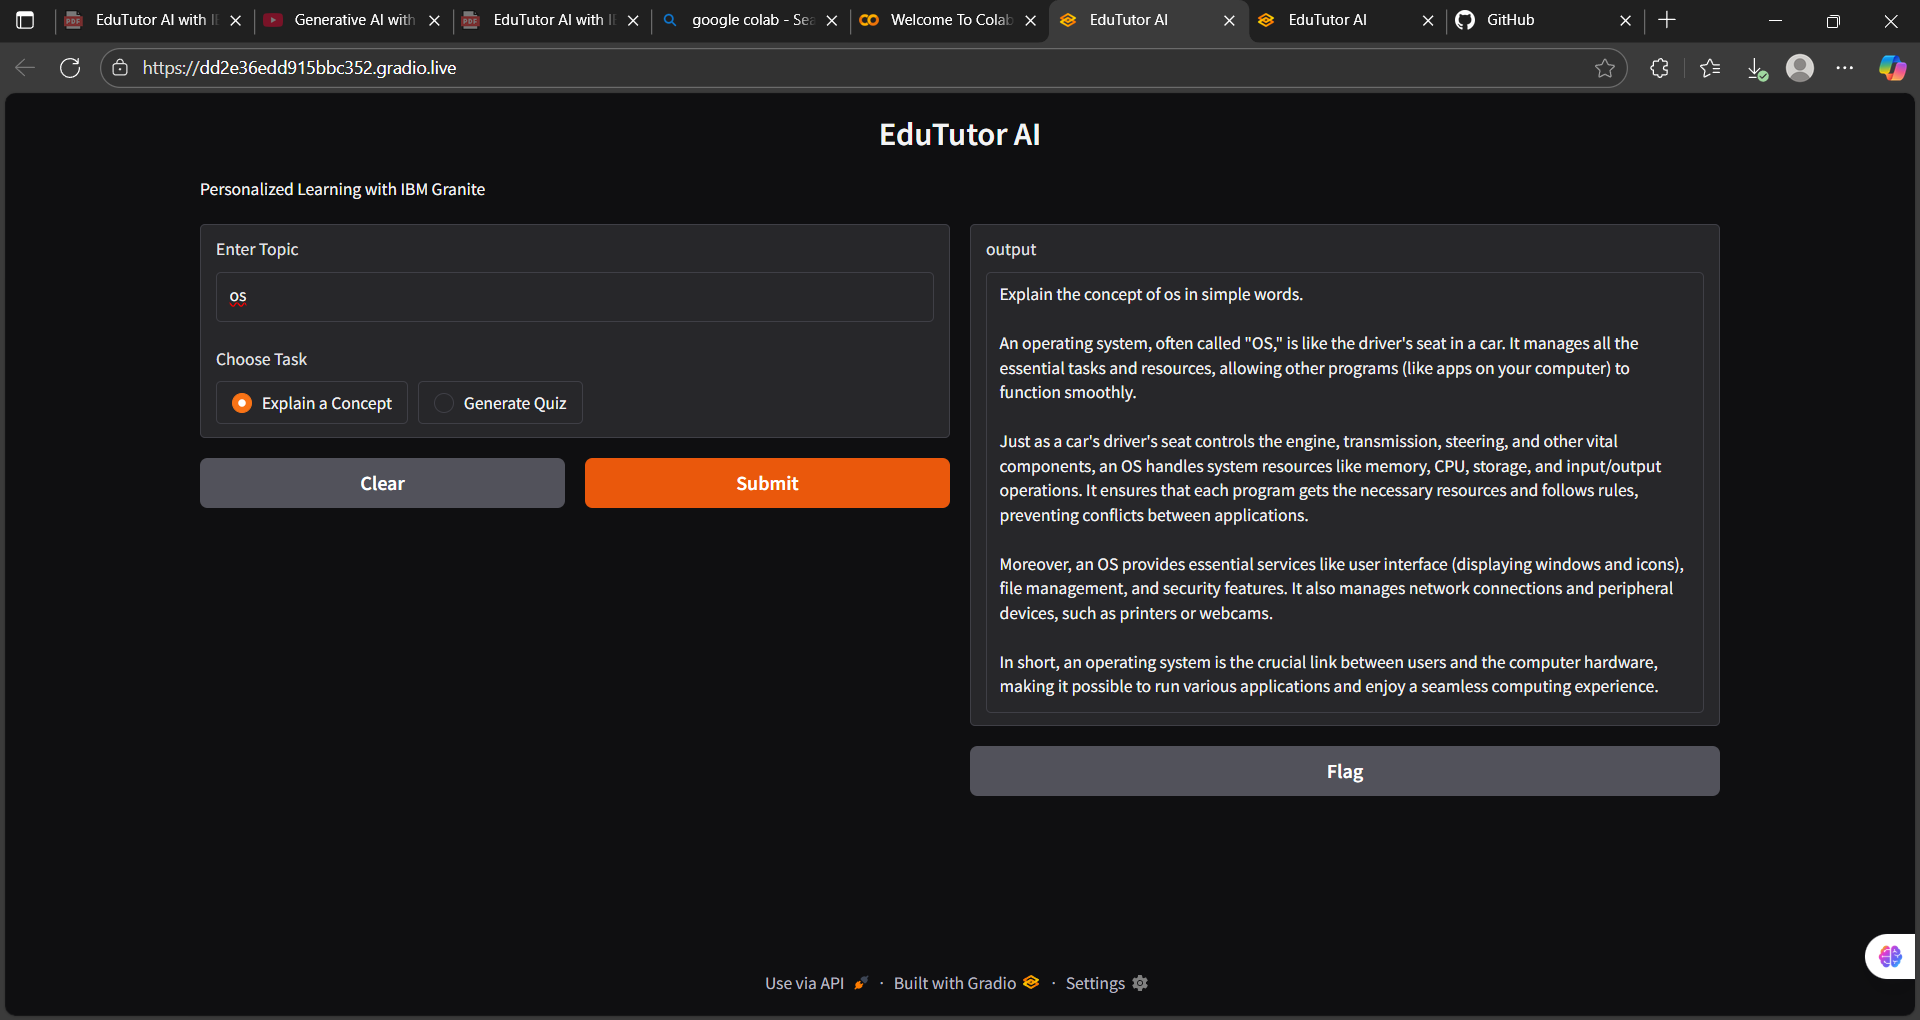 EduTutor AI with I
Generative AI with
EduTutor AI with I
google colab - Sea
Welcome To Colab
EduTutor AI
EduTutor AI
GitHub
https://dd2e36edd915bbc352.gradio.live
EduTutor AI
Personalized Learning with IBM Granite
Enter Topic
os
Choose Task
Explain a Concept
Generate Quiz
Clear
Submit
output
Explain the concept of os in simple words.
An operating system, often called "OS," is like the driver's seat in a car. It manages all the
essential tasks and resources, allowing other programs (like apps on your computer) to
function smoothly.
Just as a car's driver's seat controls the engine, transmission, steering, and other vital
components, an OS handles system resources like memory, CPU, storage, and input/output
operations. It ensures that each program gets the necessary resources and follows rules,
preventing conflicts between applications.
Moreover, an OS provides essential services like user interface (displaying windows and icons),
file management, and security features. It also manages network connections and peripheral
devices, such as printers or webcams.
In short, an operating system is the crucial link between users and the computer hardware,
making it possible to run various applications and enjoy a seamless computing experience.
Flag
Use via API · Built with Gradio · Settings